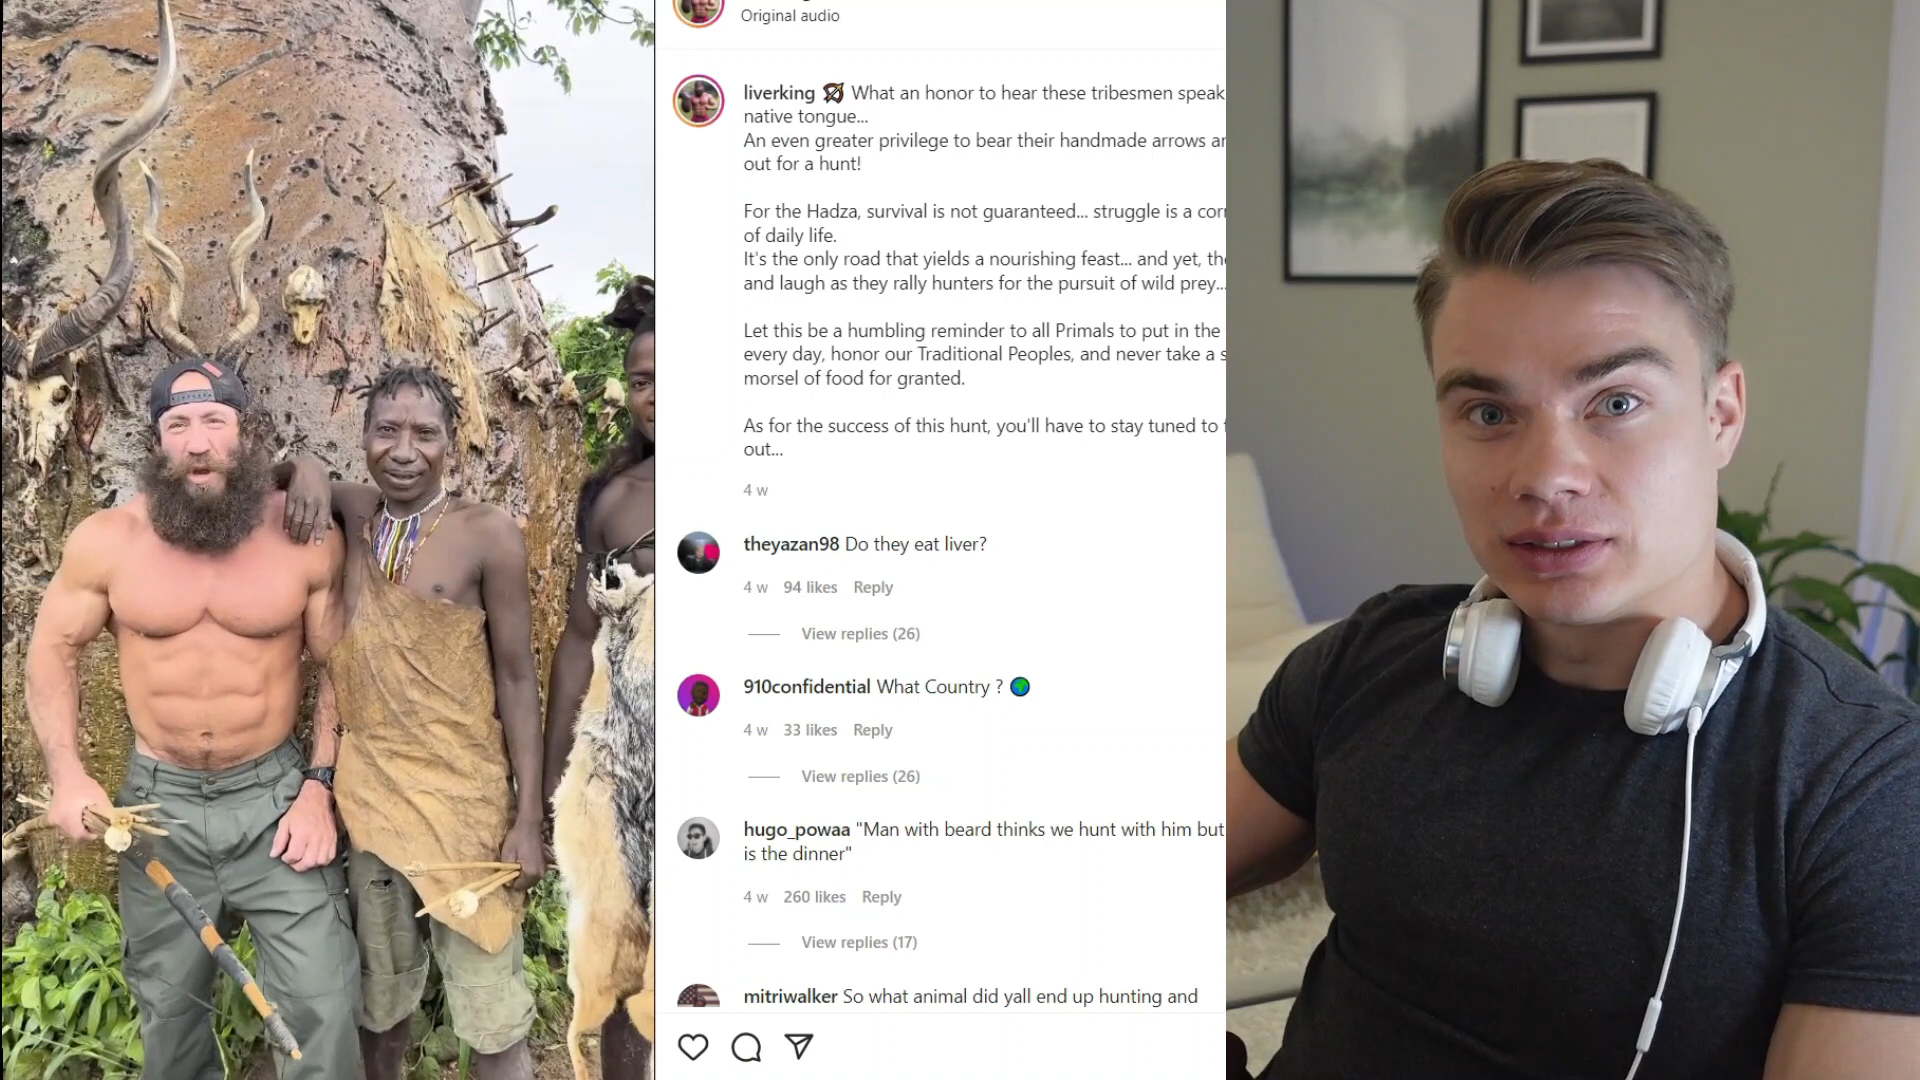 Original audio
liverking 🏹 What an honor to hear these tribesmen speak
native tongue...
An even greater privilege to bear their handmade arrows
out for a hunt!
For the Hadza, survival is not guaranteed... struggle is a
of daily life.
It's the only road that yields a nourishing feast... and yet,
and laugh as they rally hunters for the pursuit of wild prey...
Let this be a humbling reminder to all Primals to put in the
every day, honor our Traditional Peoples, and never take a
morsel of food for granted.
As for the success of this hunt, you'll have to stay tuned to
out...
4 w
theyazan98 Do they eat liver?
4 w 94 likes Reply
View replies (26)
910confidential What Country ? 🌍
4 w 33 likes Reply
View replies (26)
hugo_powaa "Man with beard thinks we hunt with him but
is the dinner"
4 w 260 likes Reply
View replies (17)
mitriwalker So what animal did yall end up hunting and